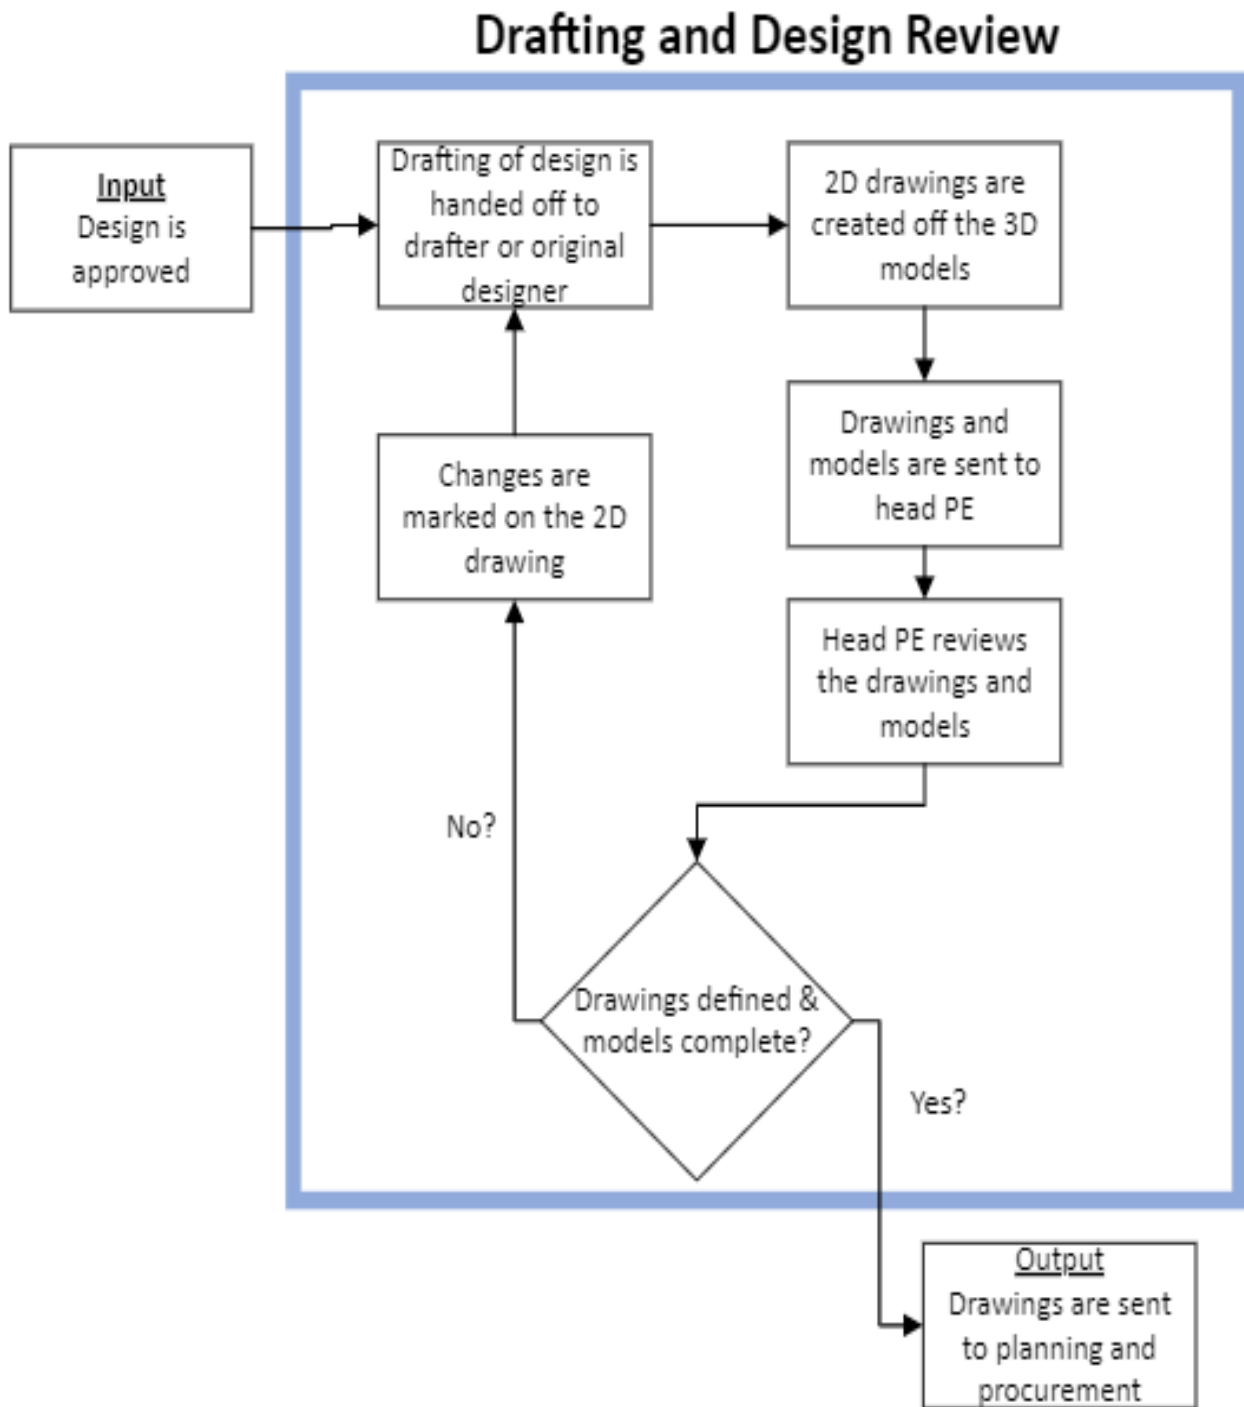 Drafting and Design Review
Input
Design is
approved
Drafting of design is
handed off to
drafter or original
designer
2D drawings are
created off the 3D
models
Drawings and
models are sent to
head PE
Changes are
marked on the 2D
drawing
Head PE reviews
the drawings and
models
No?
Drawings defined &
models complete?
Yes?
Output
Drawings are sent
to planning and
procurement